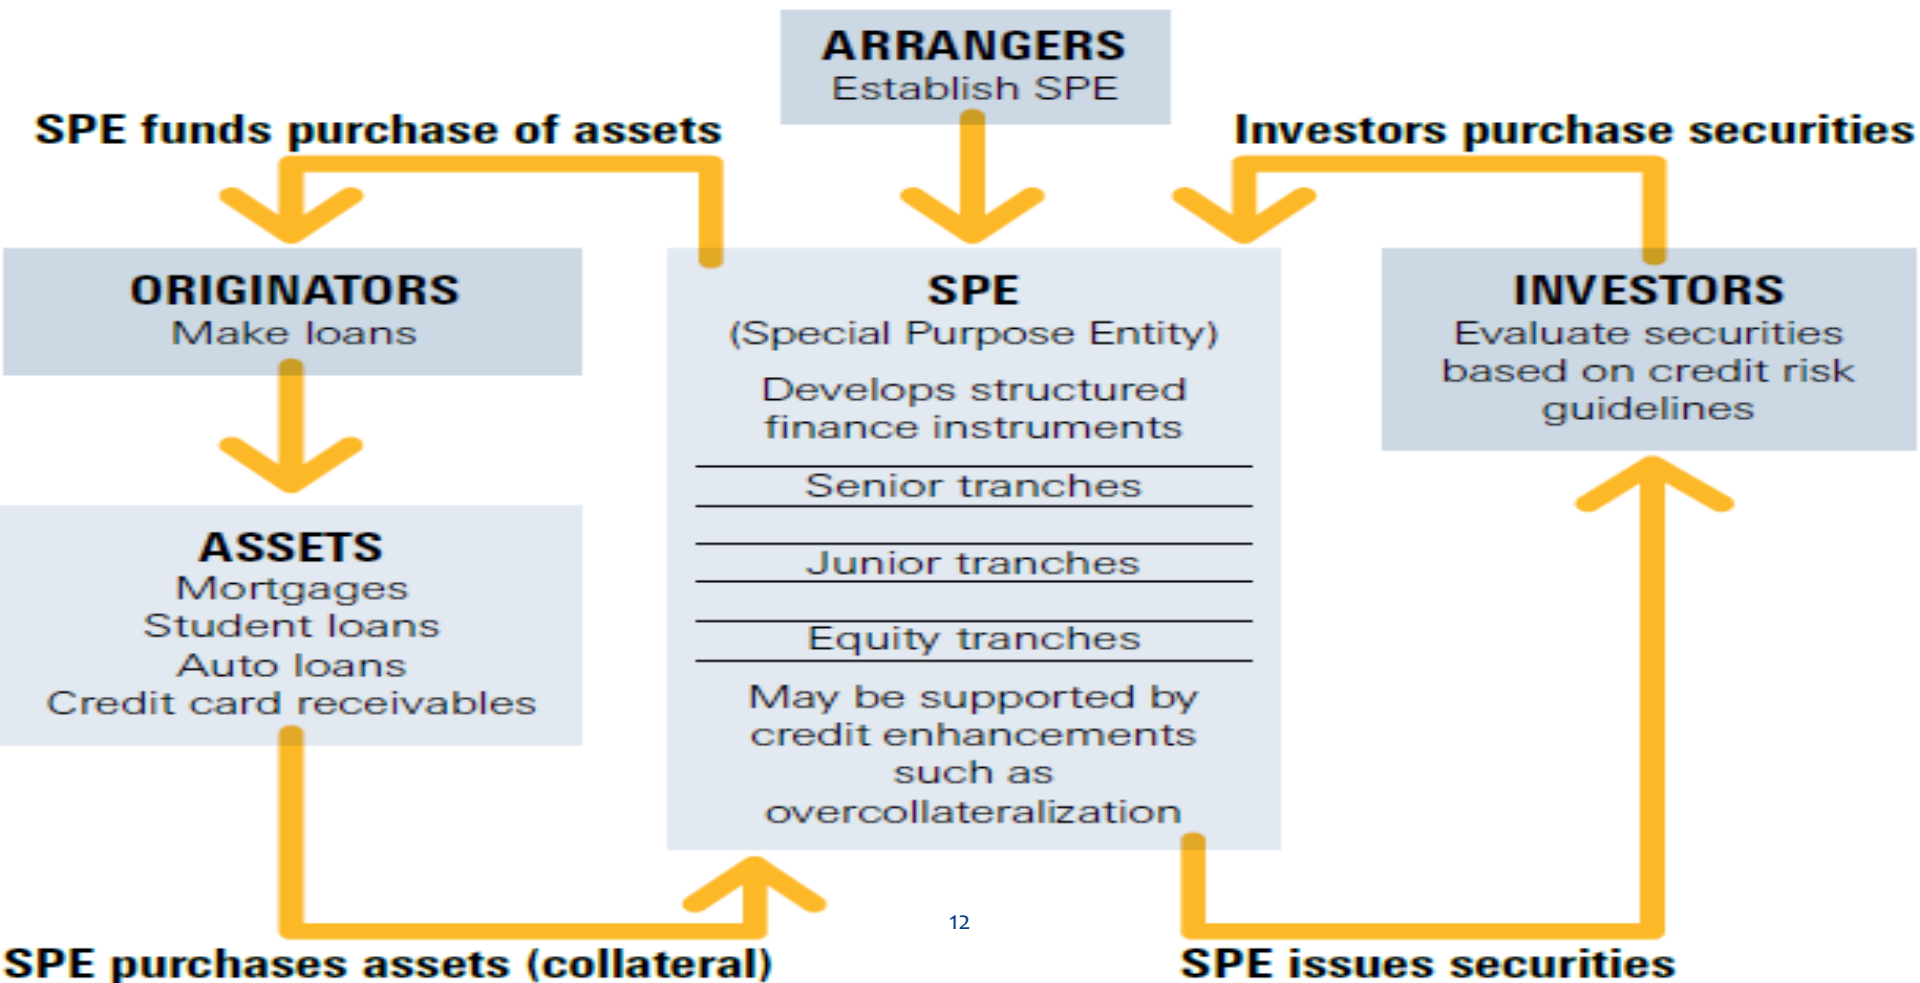 ARRANGERS
Establish SPE
SPE funds purchase of assets
Investors purchase securities
ORIGINATORS
Make loans
ASSETS
Mortgages
Student loans
Auto loans
Credit card receivables
SPE purchases assets (collateral)
SPE
(Special Purpose Entity)
Develops structured
finance instruments
Senior tranches
Junior tranches
Equity tranches
May be supported by
credit enhancements
such as
overcollateralization
INVESTORS
Evaluate securities
based on credit risk
guidelines
SPE issues securities
12